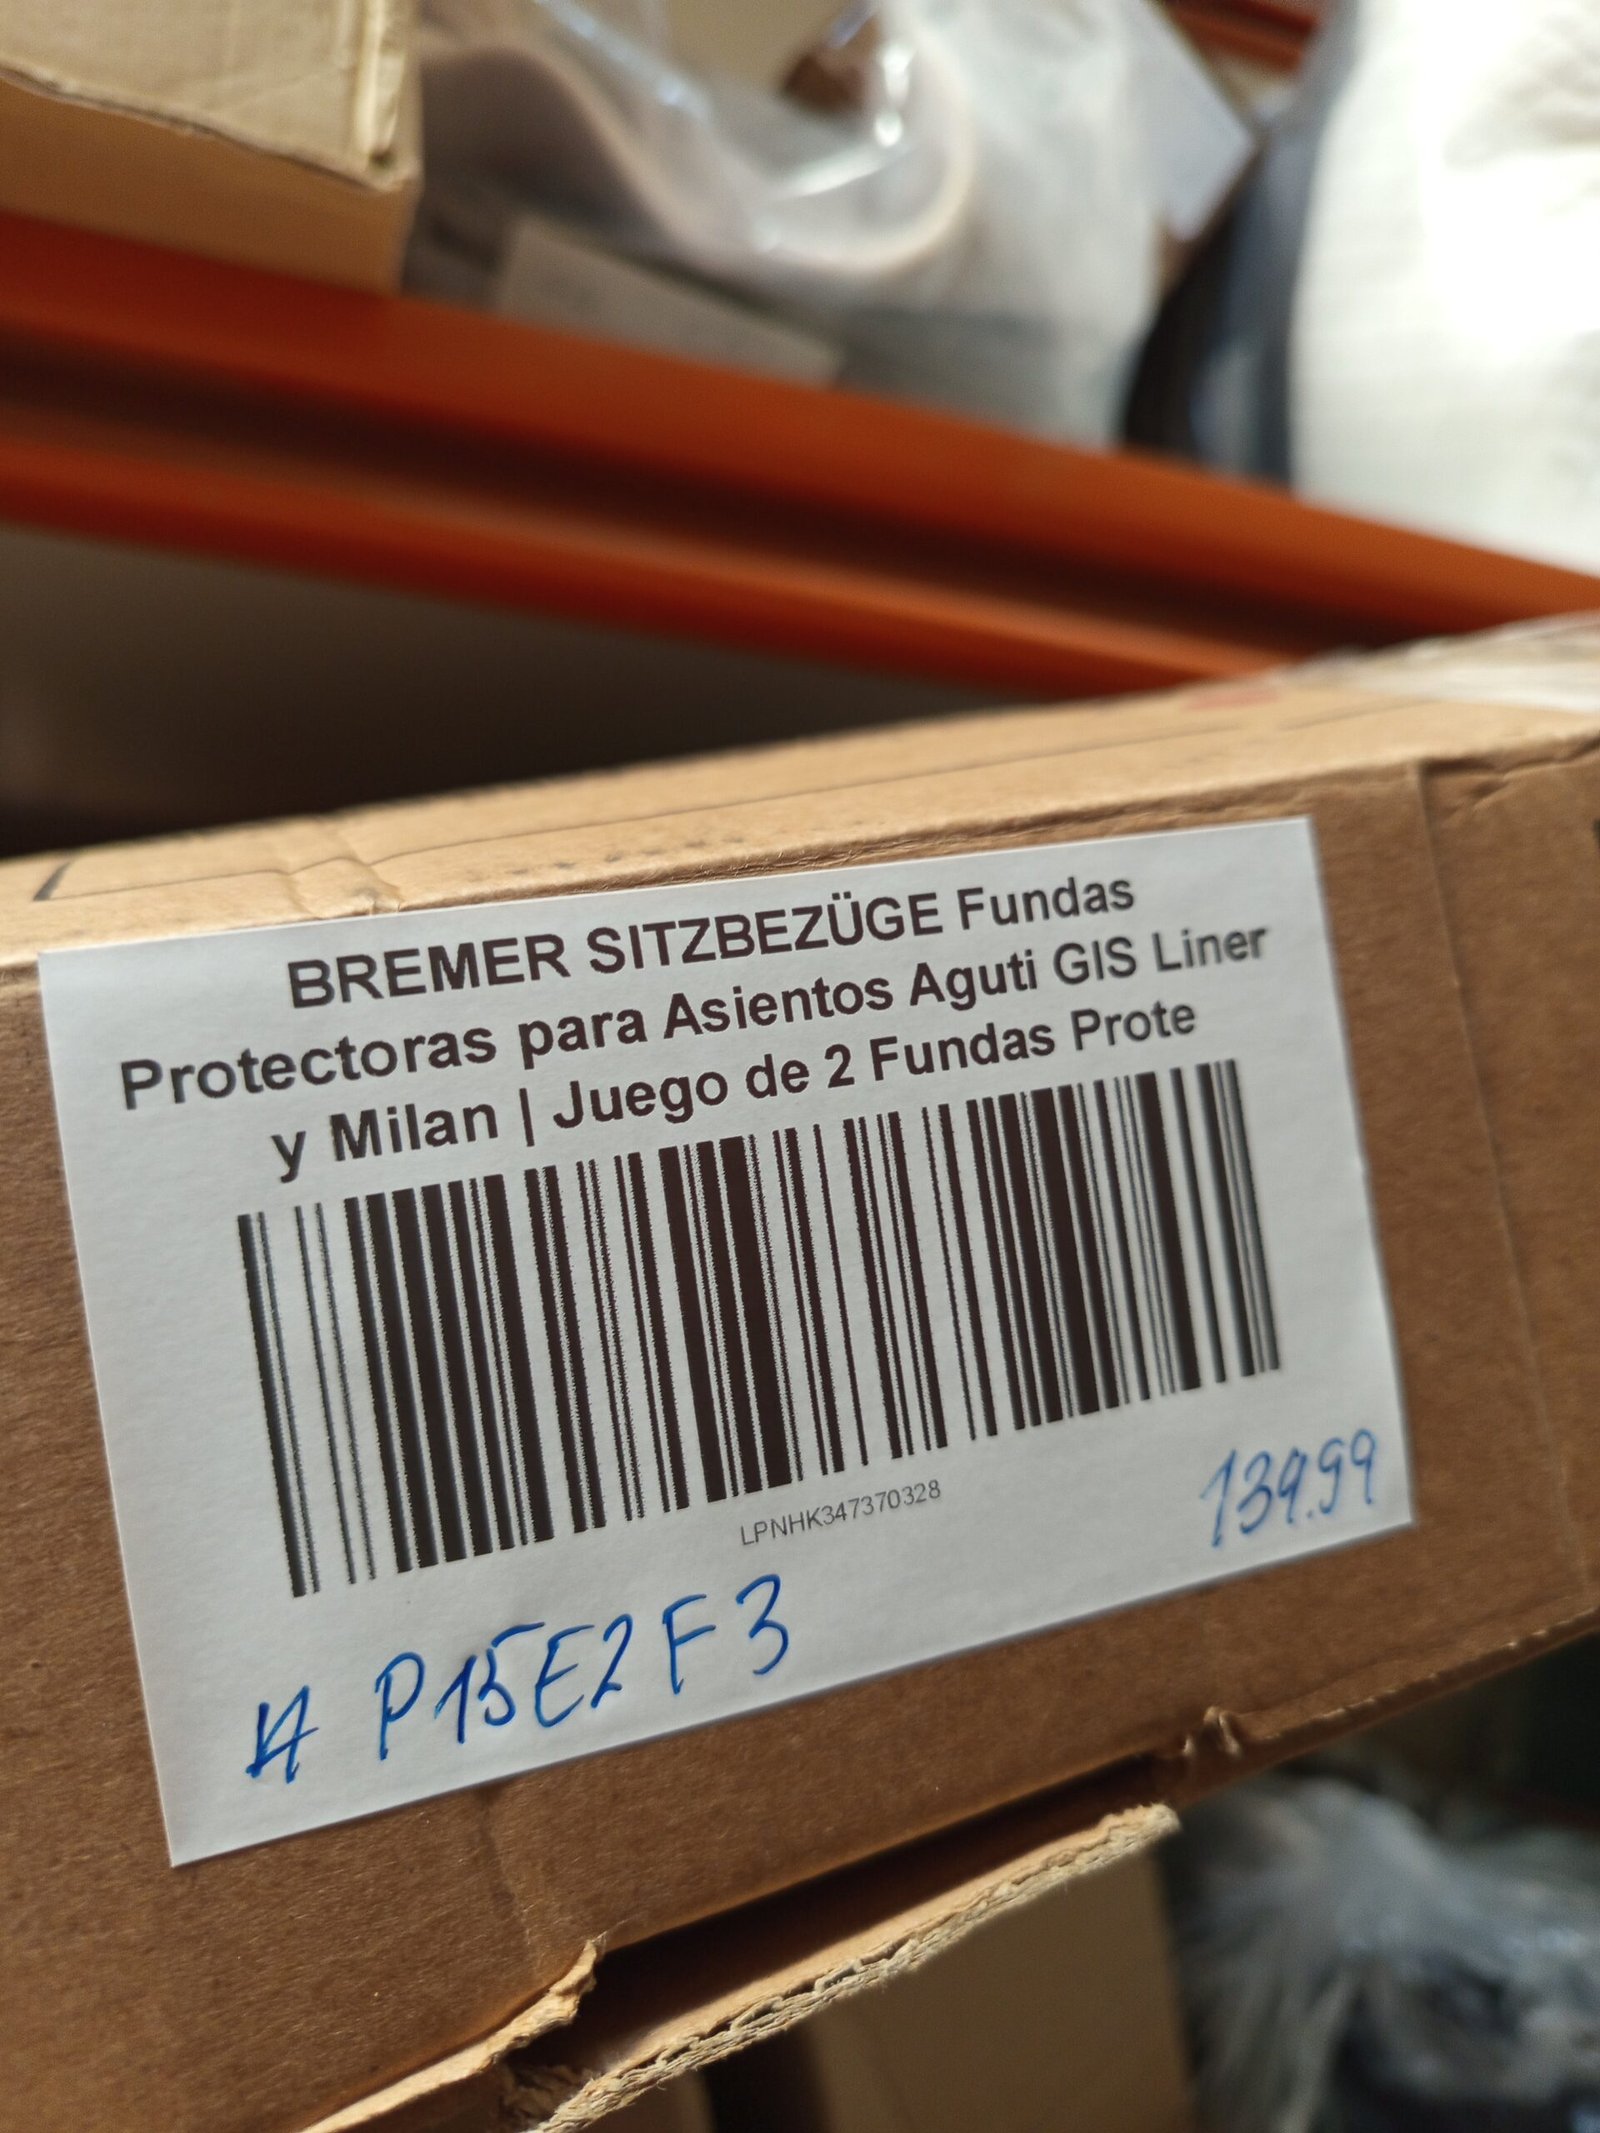 BREMER SITZBEZÜGE Fundas
Protectoras para Asientos Aguti GIS Liner
y Milan | Juego de 2 Fundas Prote
LPNHK347370328
139.99
P15E2F3